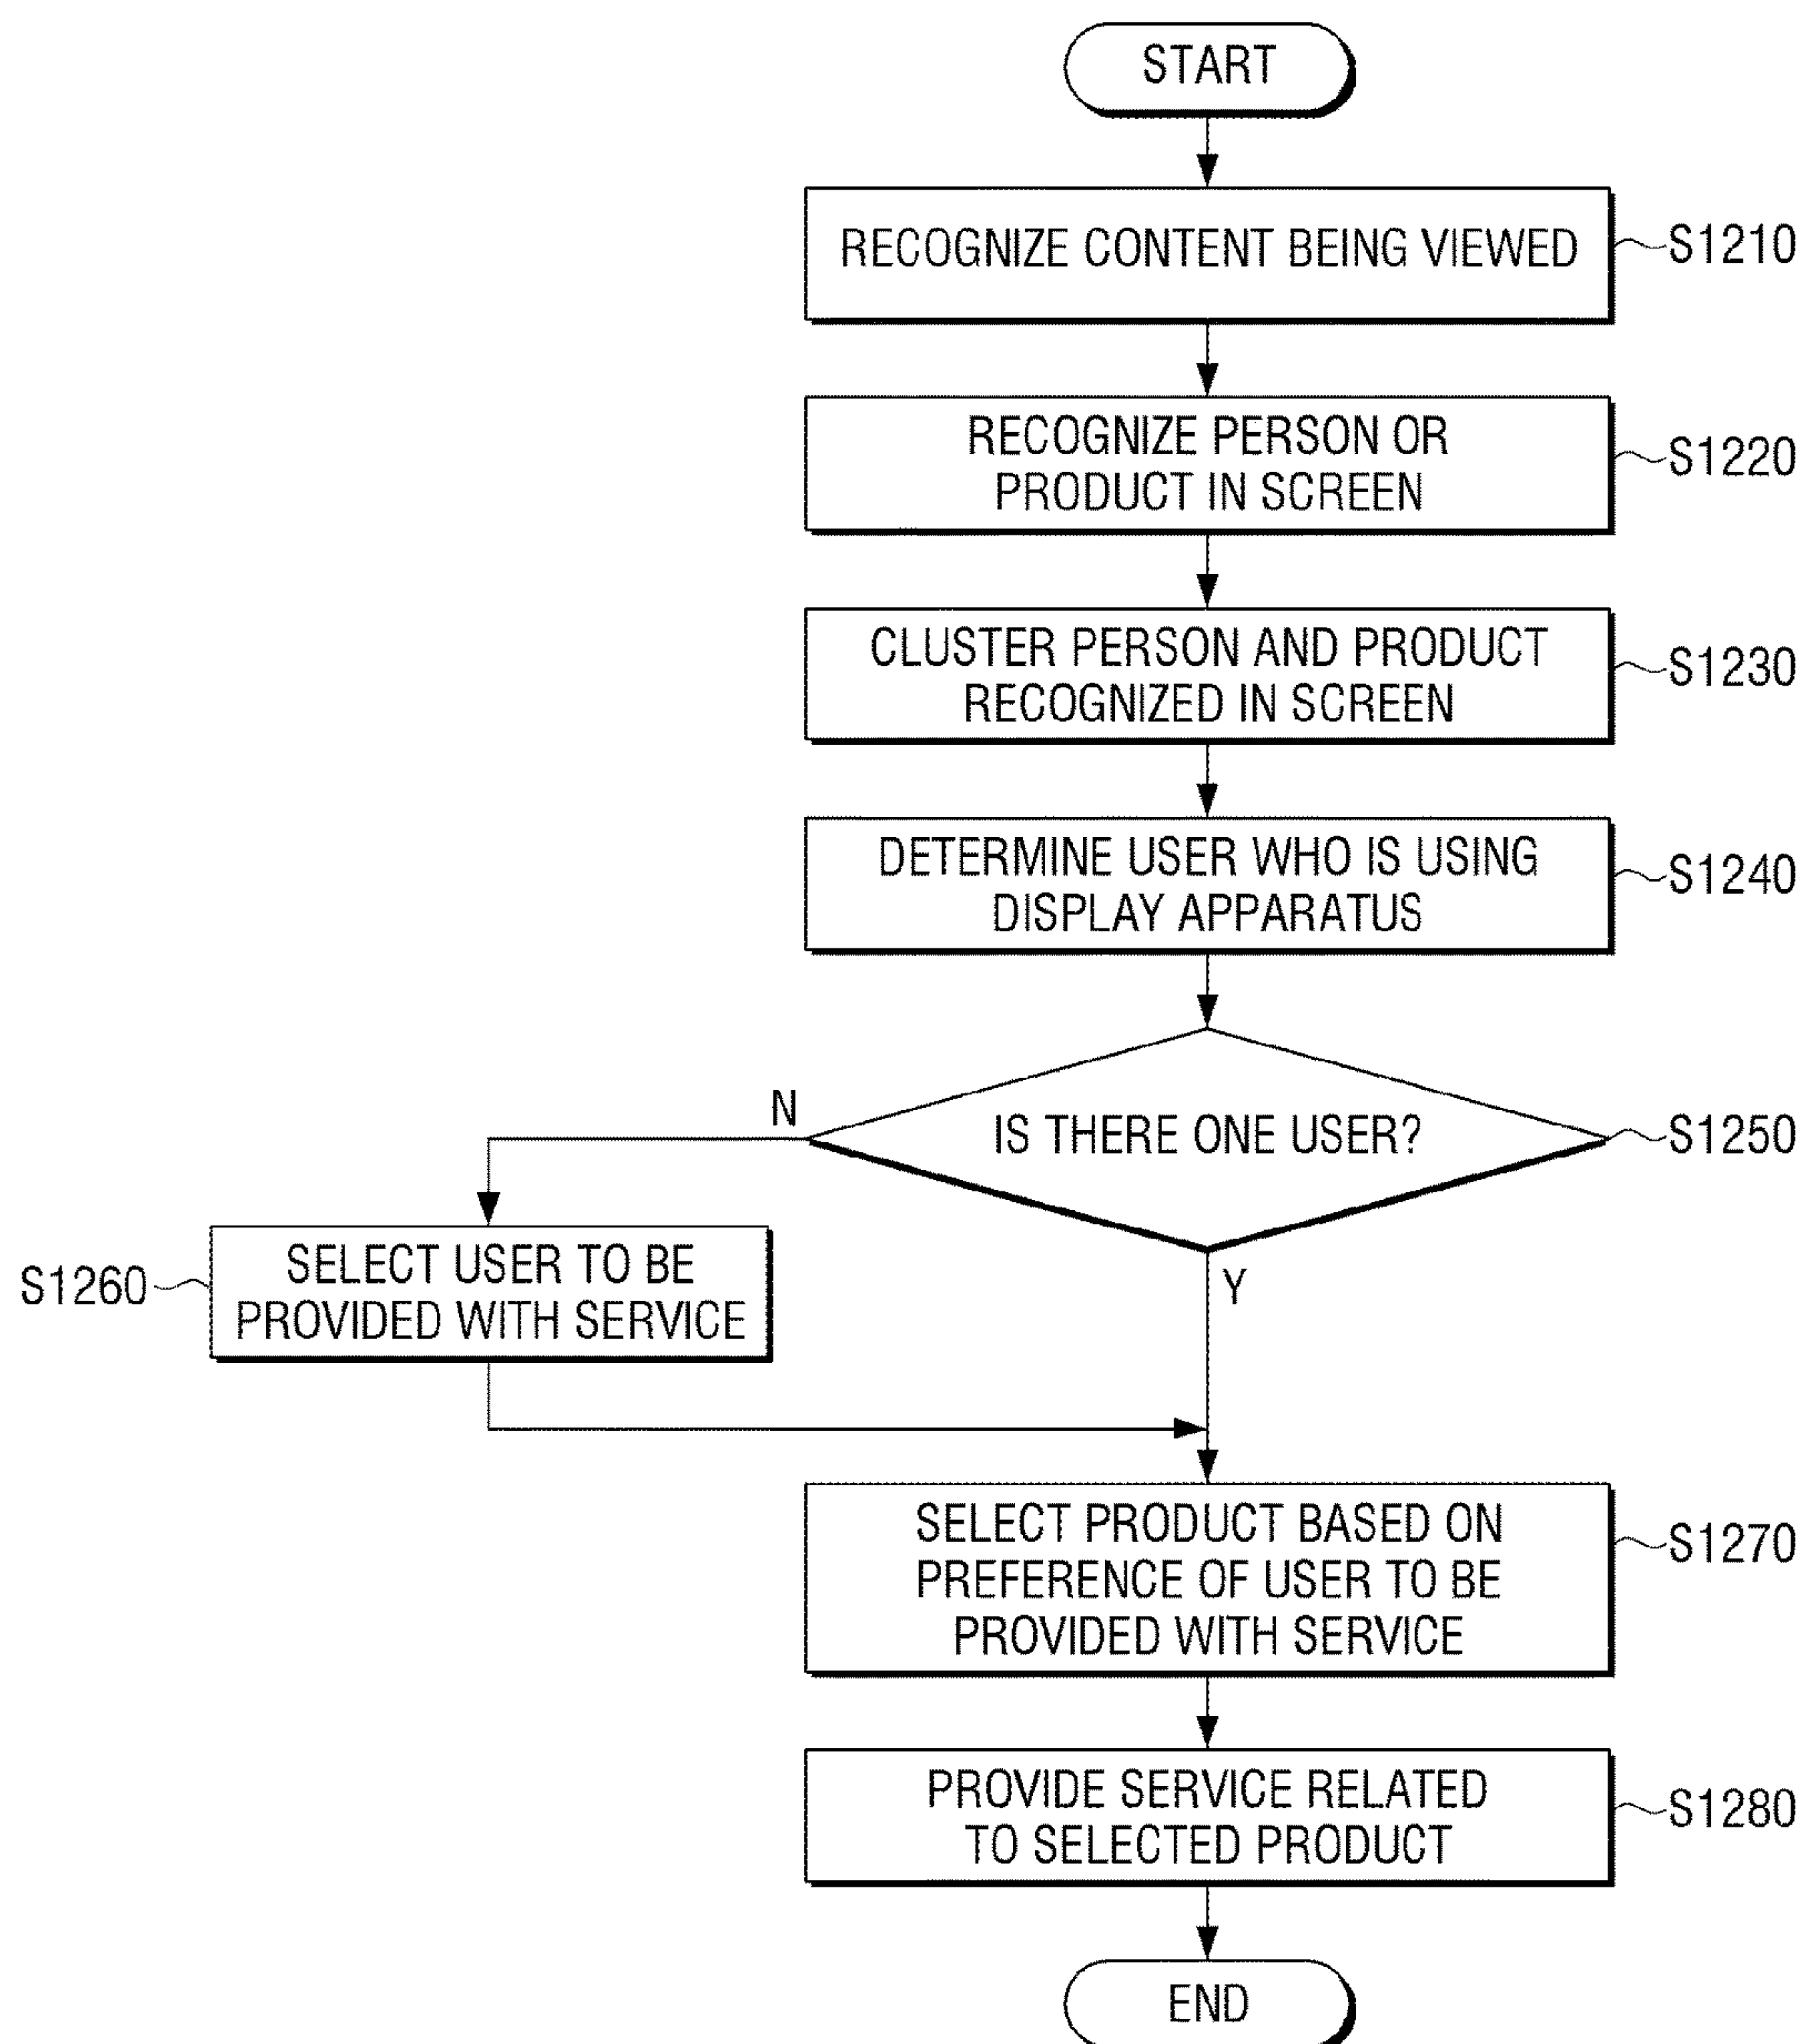 START
RECOGNIZE CONTENT BEING VIEWED
S1210
RECOGNIZE PERSON OR
PRODUCT IN SCREEN
S1220
CLUSTER PERSON AND PRODUCT
RECOGNIZED IN SCREEN
S1230
DETERMINE USER WHO IS USING
DISPLAY APPARATUS
S1240
IS THERE ONE USER?
S1250
N
Y
S1260
SELECT USER TO BE
PROVIDED WITH SERVICE
SELECT PRODUCT BASED ON
PREFERENCE OF USER TO BE
PROVIDED WITH SERVICE
S1270
PROVIDE SERVICE RELATED
TO SELECTED PRODUCT
S1280
END